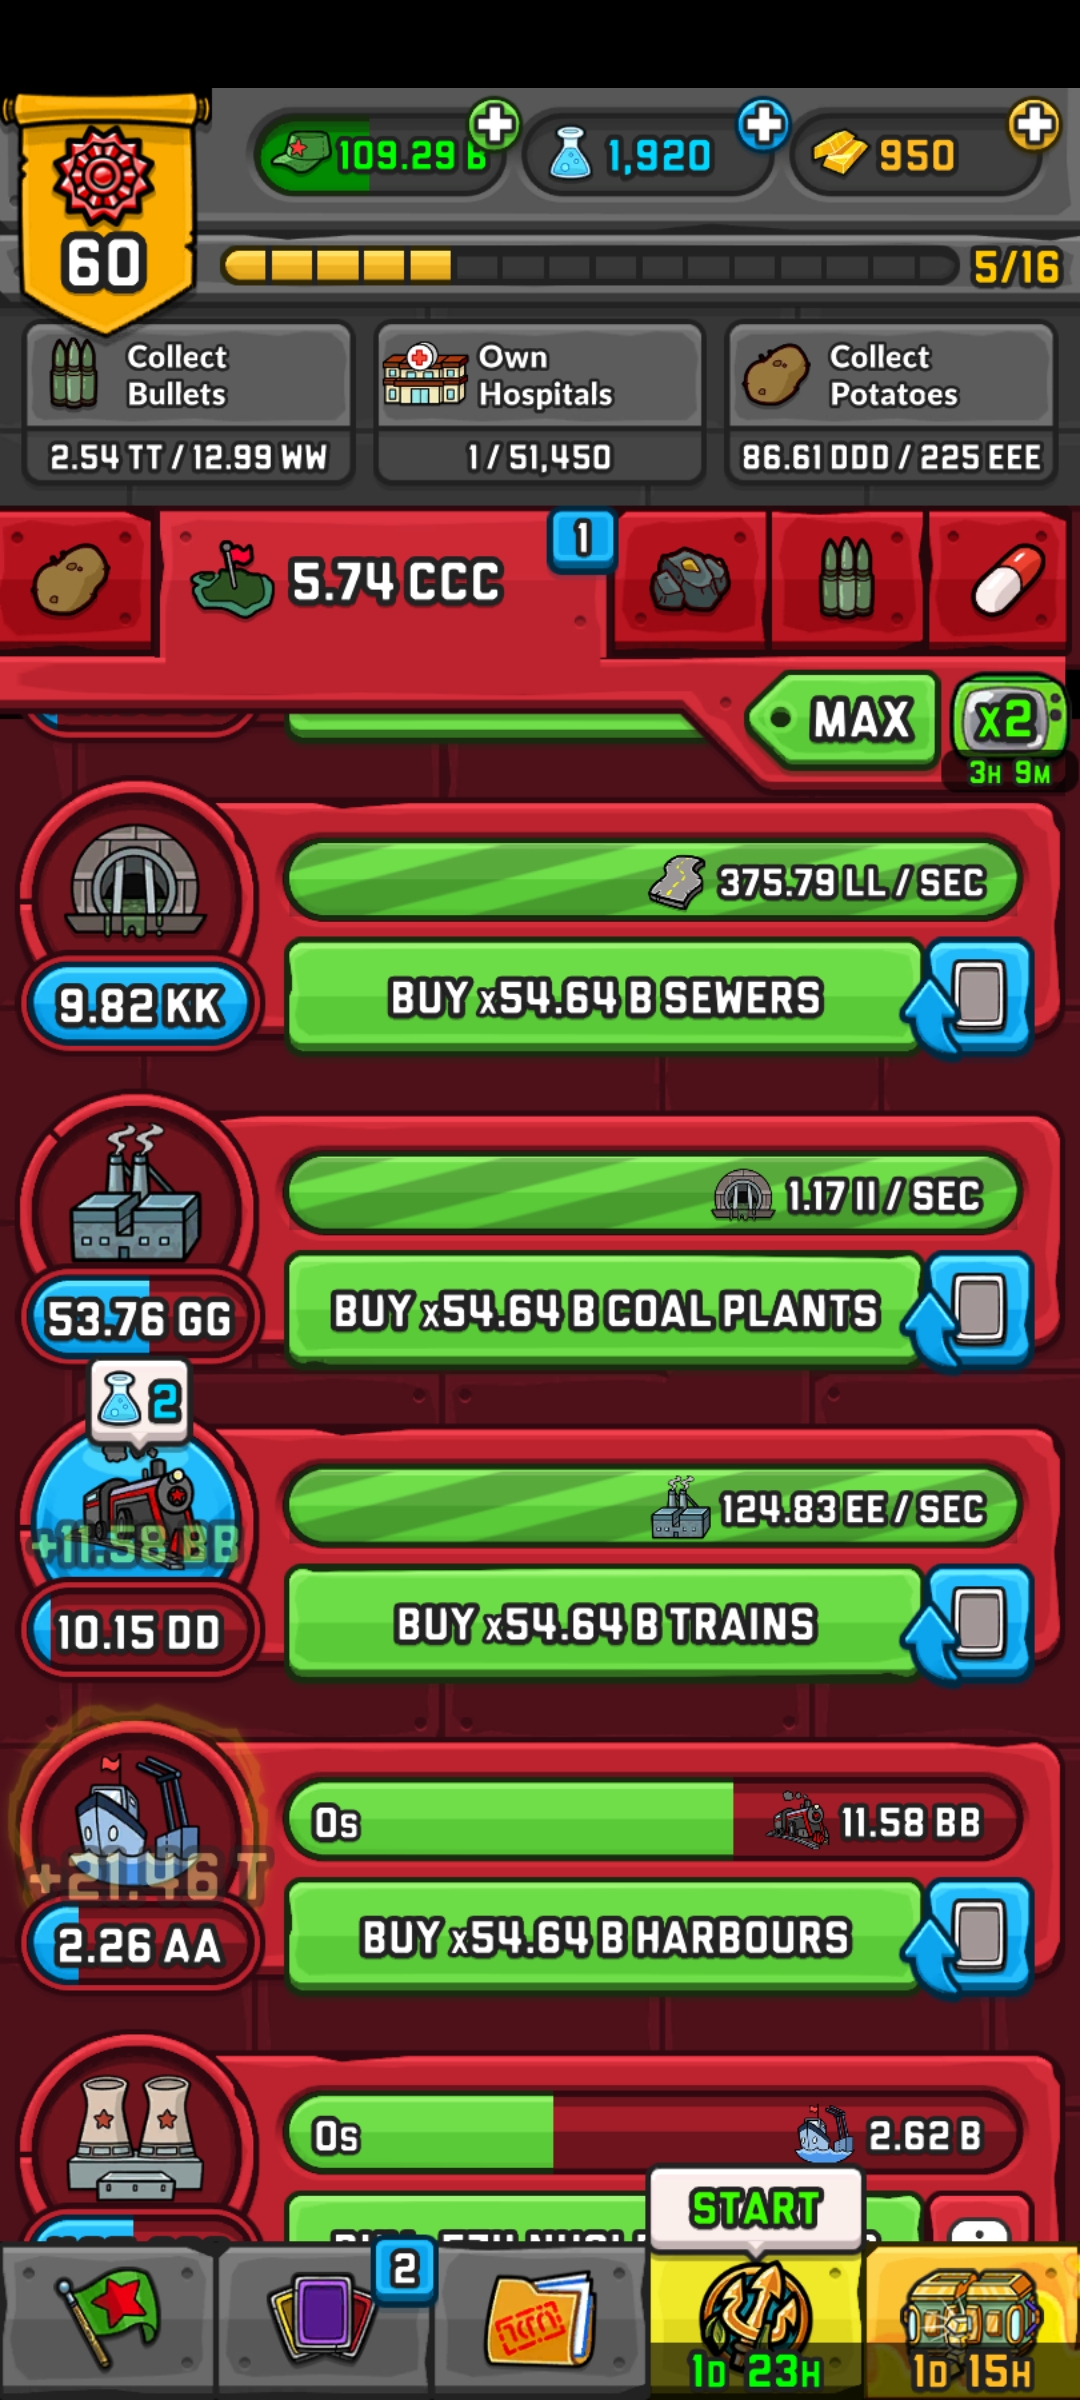 109.29 B
1,920
950
60
5/16
Collect
Bullets
Own
Hospitals
Collect
Potatoes
2.54 TT / 12.99 WW
1 / 51,450
86.61 DDD / 225 EEE
1
5.74 CCC
MAX
x2
3H 9M
375.79 LL / SEC
9.82 KK
BUY x54.64 B SEWERS
1.17 II / SEC
53.76 GG
BUY x54.64 B COAL PLANTS
2
124.83 EE / SEC
+11.58 BB
10.15 DD
BUY x54.64 B TRAINS
0s
11.58 BB
+21.46 T
2.26 AA
BUY x54.64 B HARBOURS
0s
2.62 B
START
2
1D 23H
1D 15H